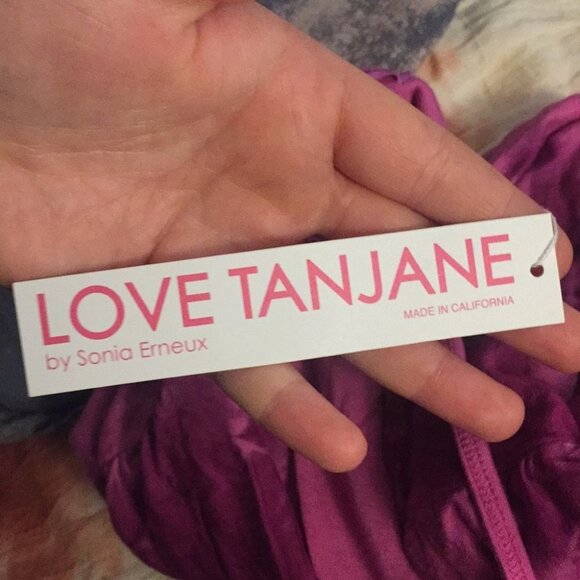 LOVE TANJANE
by Sonia Erneux
MADE IN CALIFORNIA